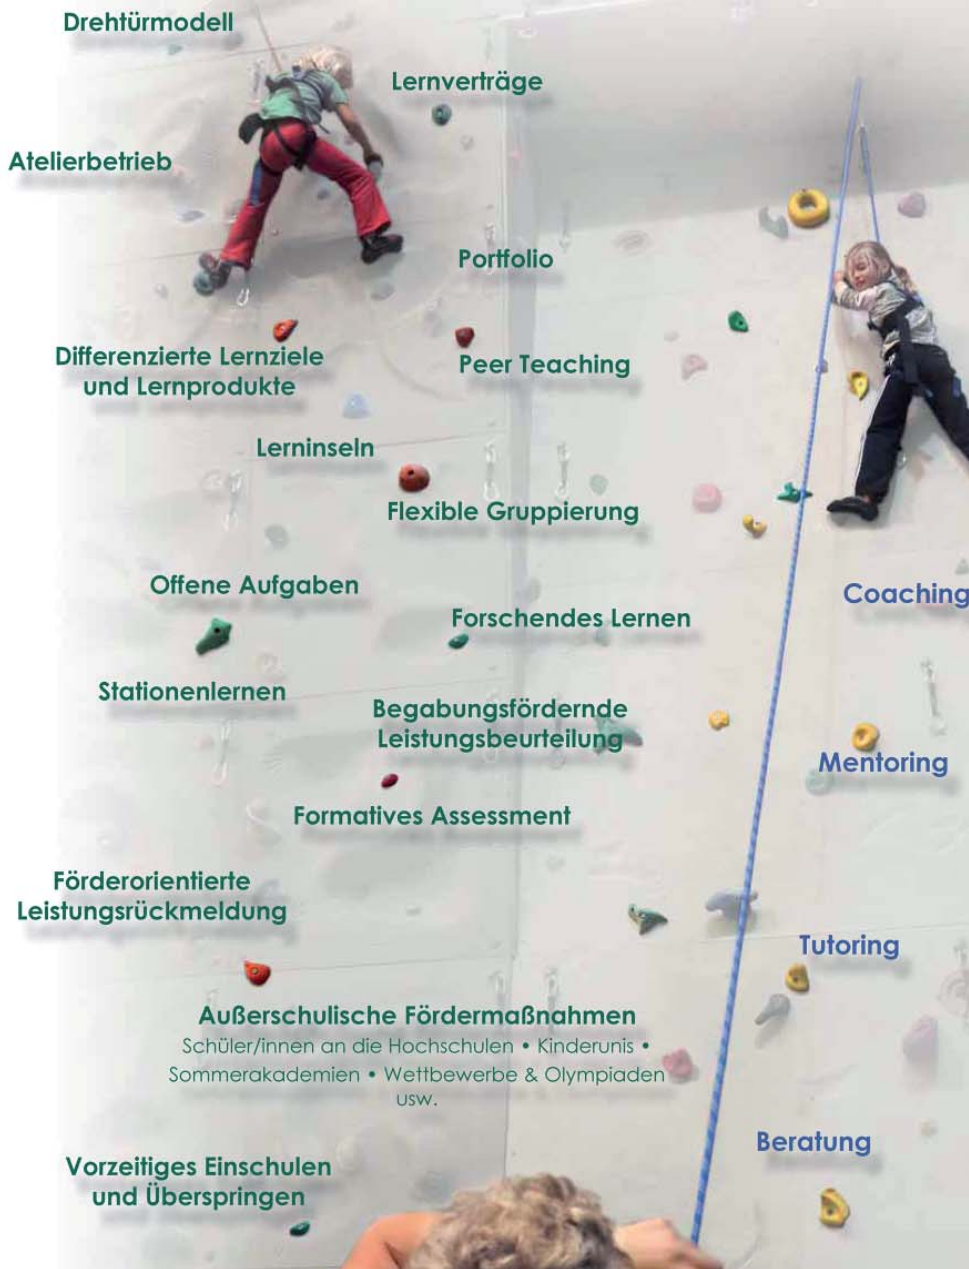 Drehtürmodell
Lernverträge
Atelierbetrieb
Portfolio
Differenzierte Lernziele
und Lernprodukte
Peer Teaching
Lerninseln
Flexible Gruppierung
Offene Aufgaben
Coaching
Forschendes Lernen
Stationenlernen
Begabungsfördernde
Leistungsbeurteilung
Mentoring
Formatives Assessment
Förderorientierte
Leistungsrückmeldung
Tutoring
Außerschulische Fördermaßnahmen
Schüler/innen an die Hochschulen • Kinderunis •
Sommerakademien • Wettbewerbe & Olympiaden
usw.
Beratung
Vorzeitiges Einschulen
und Überspringen